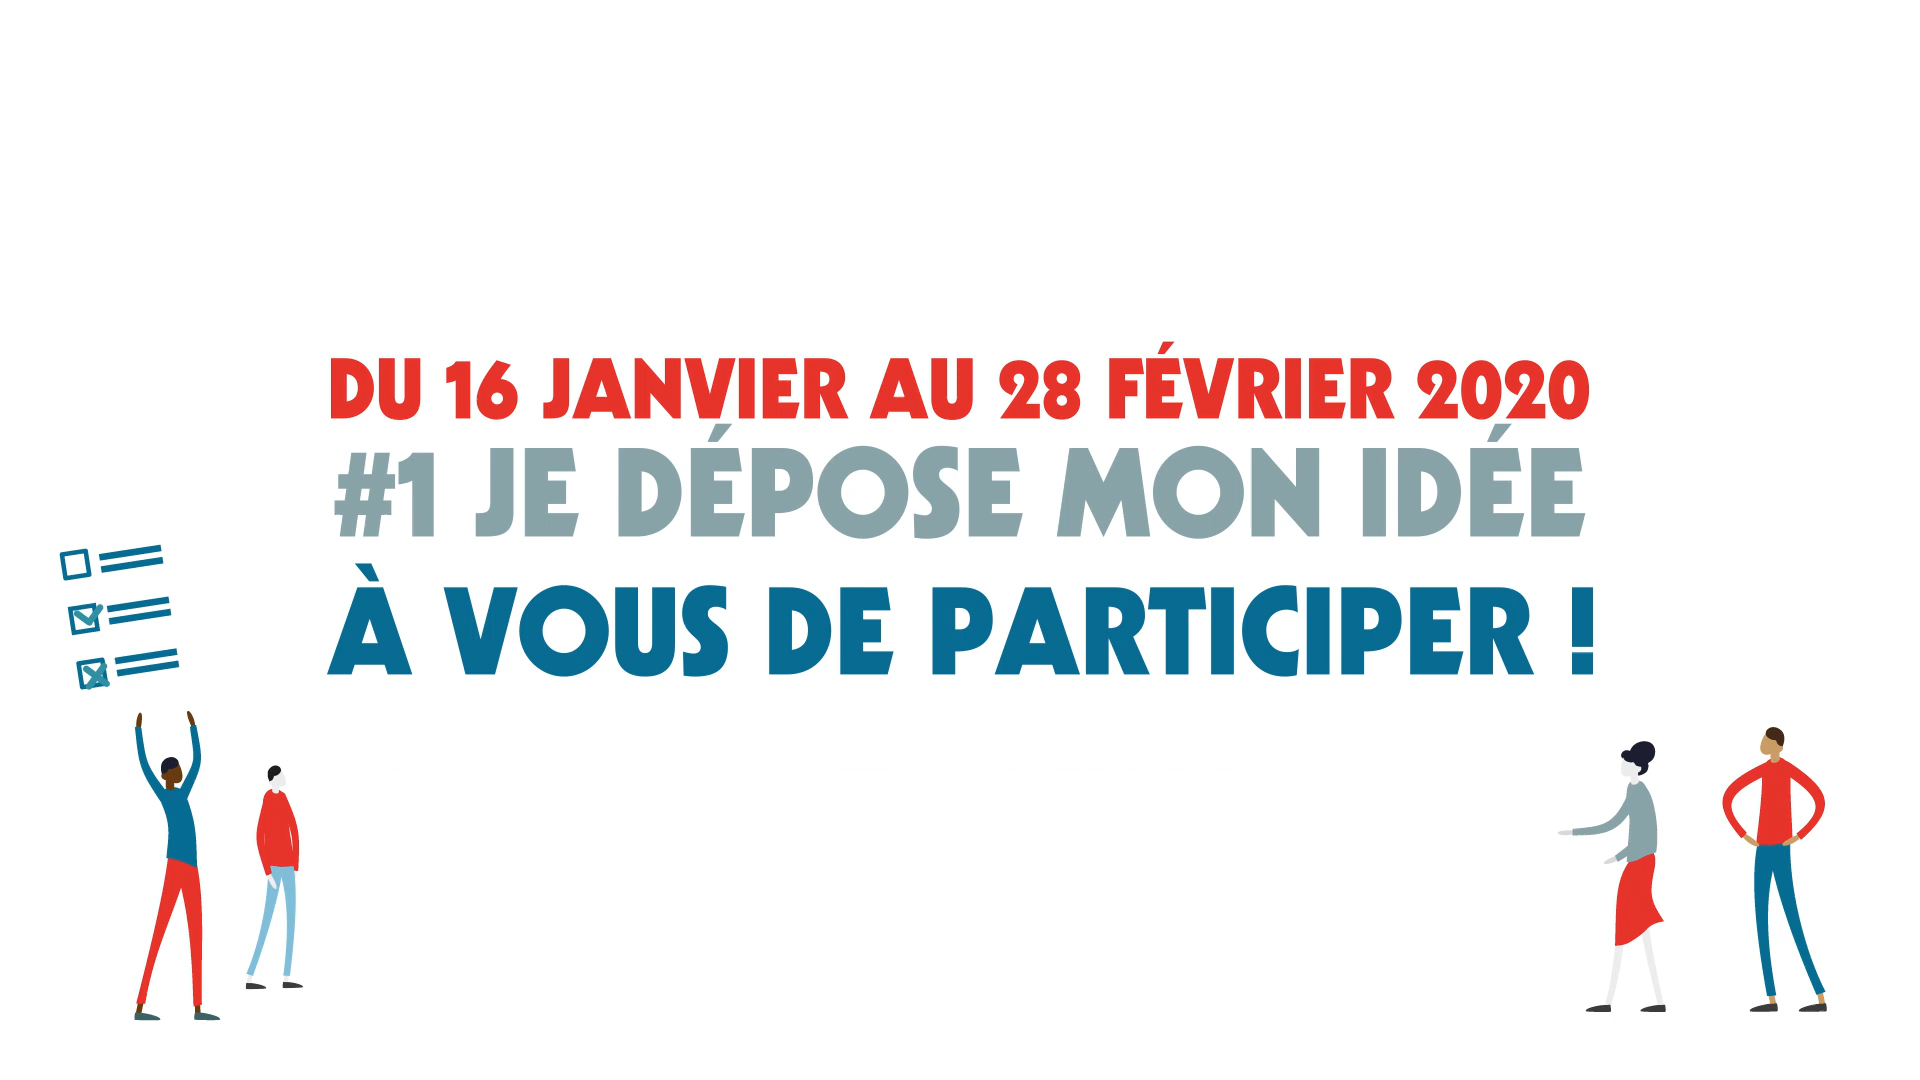 DU 16 JANVIER AU 28 FÉVRIER 2020
#1 JE DÉPOSE MON IDÉE
À VOUS DE PARTICIPER !